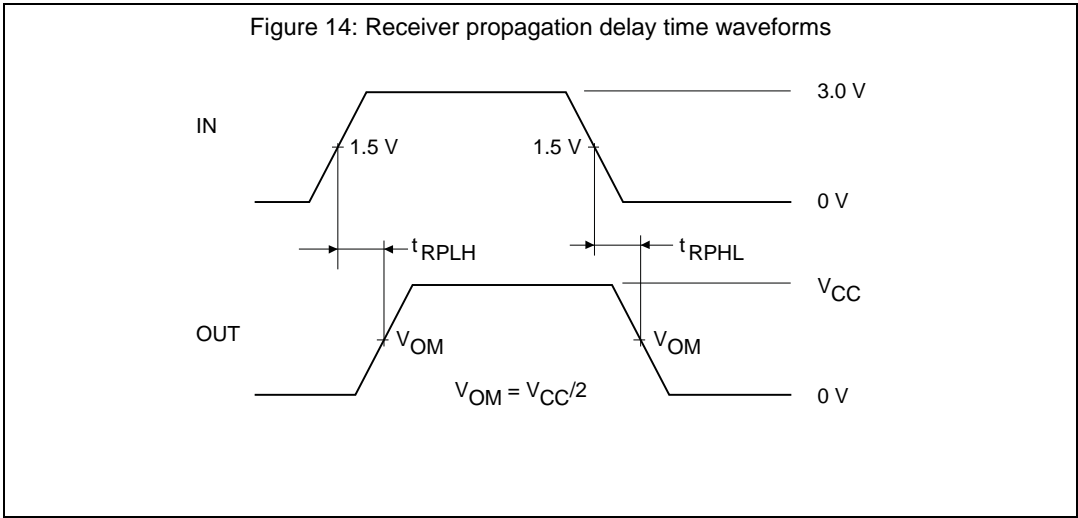 Figure 14: Receiver propagation delay time waveforms
3.0 V
IN
1.5 V
1.5 V
0 V
tRPLH
tRPHL
VCC
OUT
VOM
VOM
VOM = VCC/2
0 V